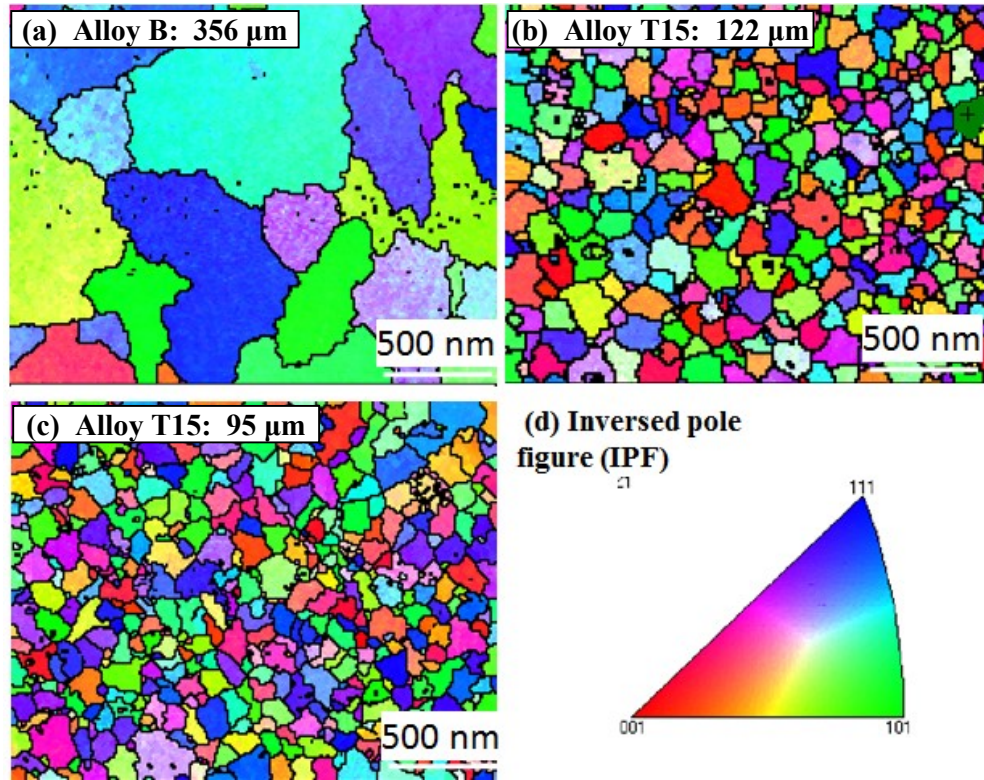 (a) Alloy B: 356 μm
500 nm
(b) Alloy T15: 122 μm
500 nm
(c) Alloy T15: 95 μm
500 nm
(d) Inversed pole
figure (IPF)
111
001
101